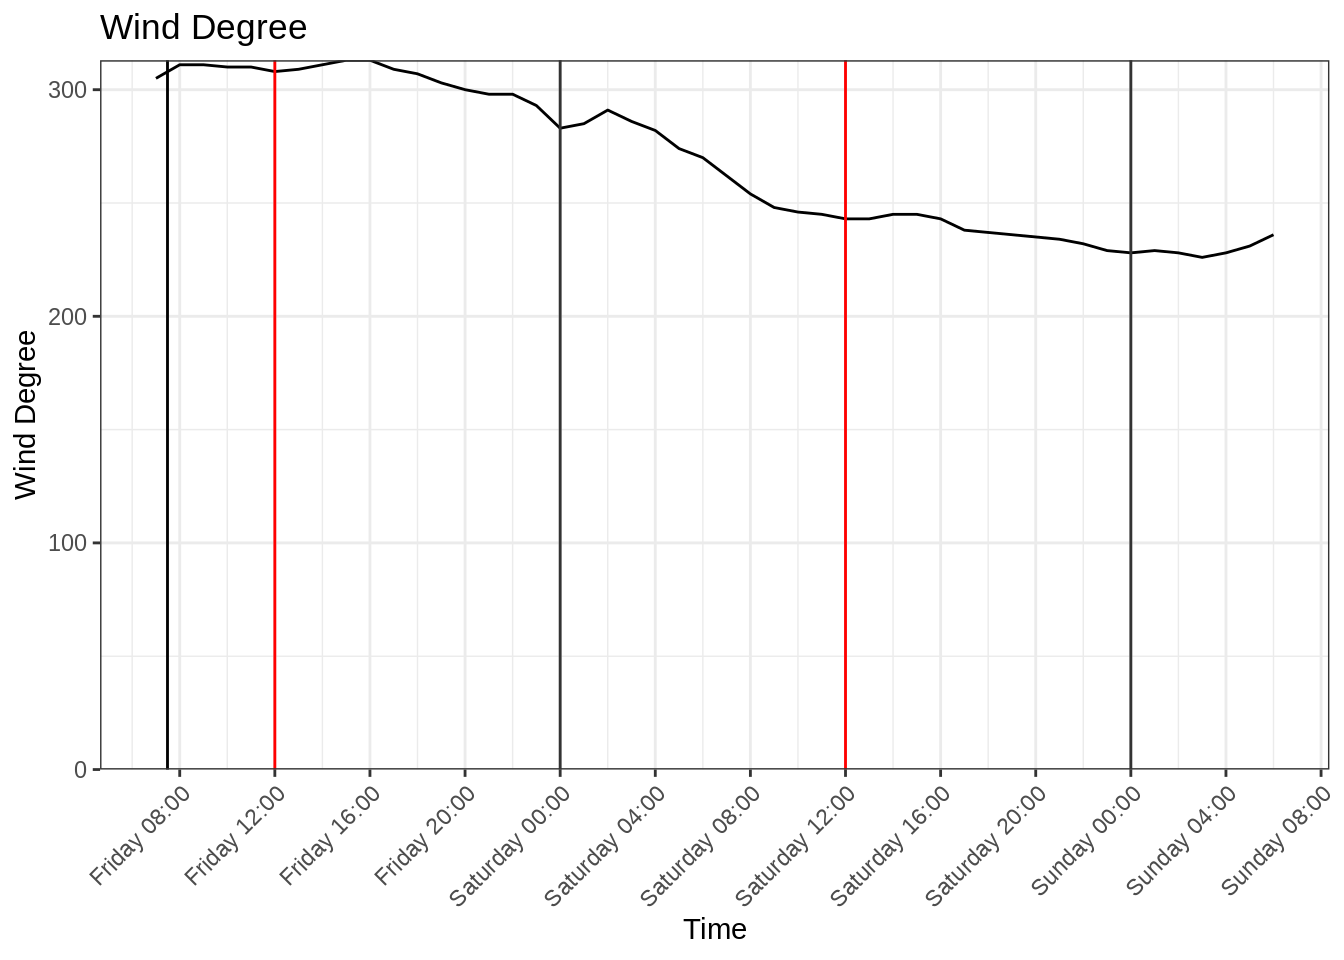 Wind Degree
Wind Degree
300
200
100
0
Friday 08:00
Friday 12:00
Friday 16:00
Friday 20:00
Saturday 00:00
Saturday 04:00
Saturday 08:00
Saturday 12:00
Saturday 16:00
Saturday 20:00
Sunday 00:00
Sunday 04:00
Sunday 08:00
Time